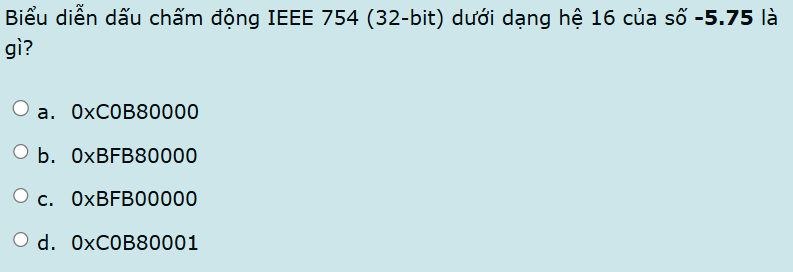 Biểu diễn dấu chấm động IEEE 754 (32-bit) dưới dạng hệ 16 của số -5.75 là
gì?
a. 0xC0B80000
b. 0xBFB80000
c. 0xBFB00000
d. 0xC0B80001